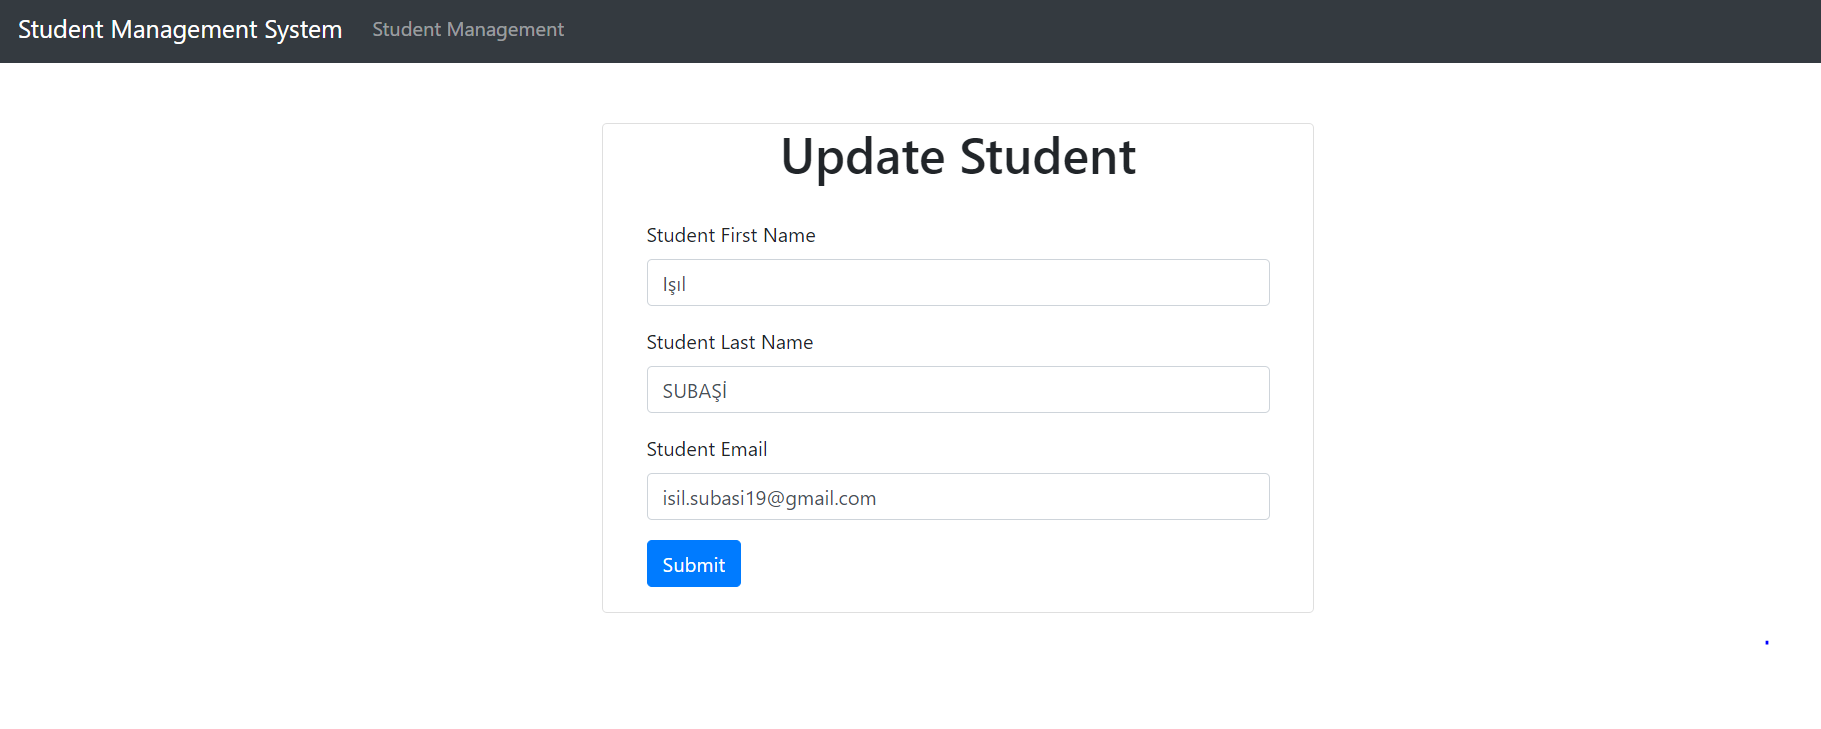 Student Management System Student Management
Update Student
Student First Name
Işıl
Student Last Name
SUBAŞİ
Student Email
isil.subasi19@gmail.com
Submit